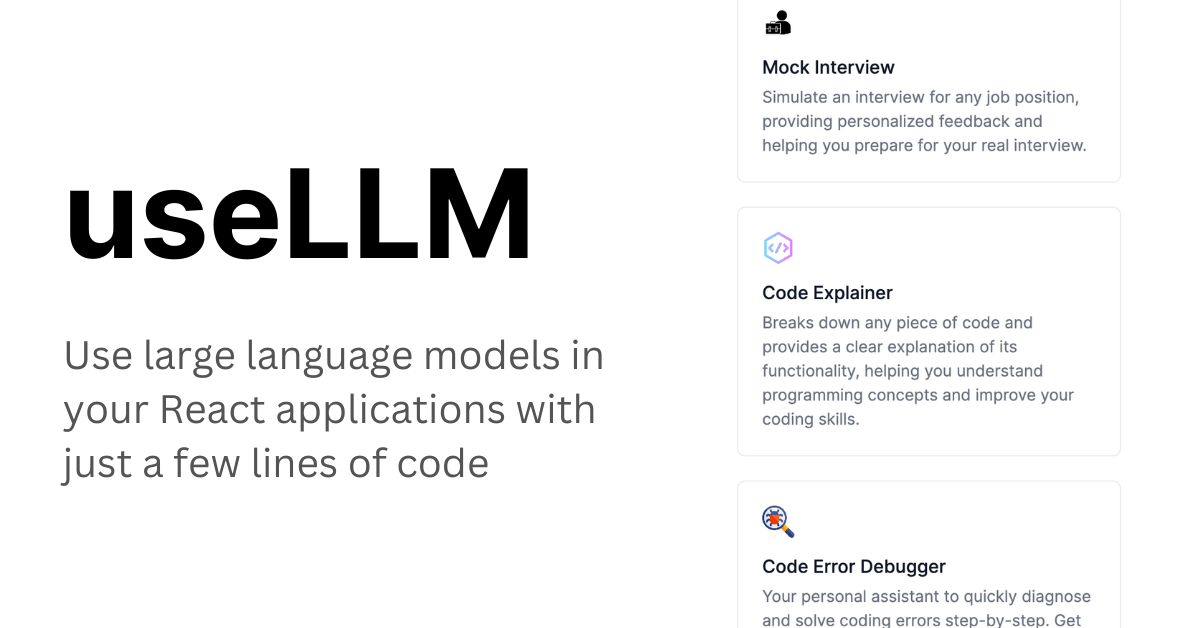 useLLM
Use large language models in
your React applications with
just a few lines of code
Mock Interview
Simulate an interview for any job position,
providing personalized feedback and
helping you prepare for your real interview.
Code Explainer
Breaks down any piece of code and
provides a clear explanation of its
functionality, helping you understand
programming concepts and improve your
coding skills.
Code Error Debugger
Your personal assistant to quickly diagnose
and solve coding errors step-by-step. Get